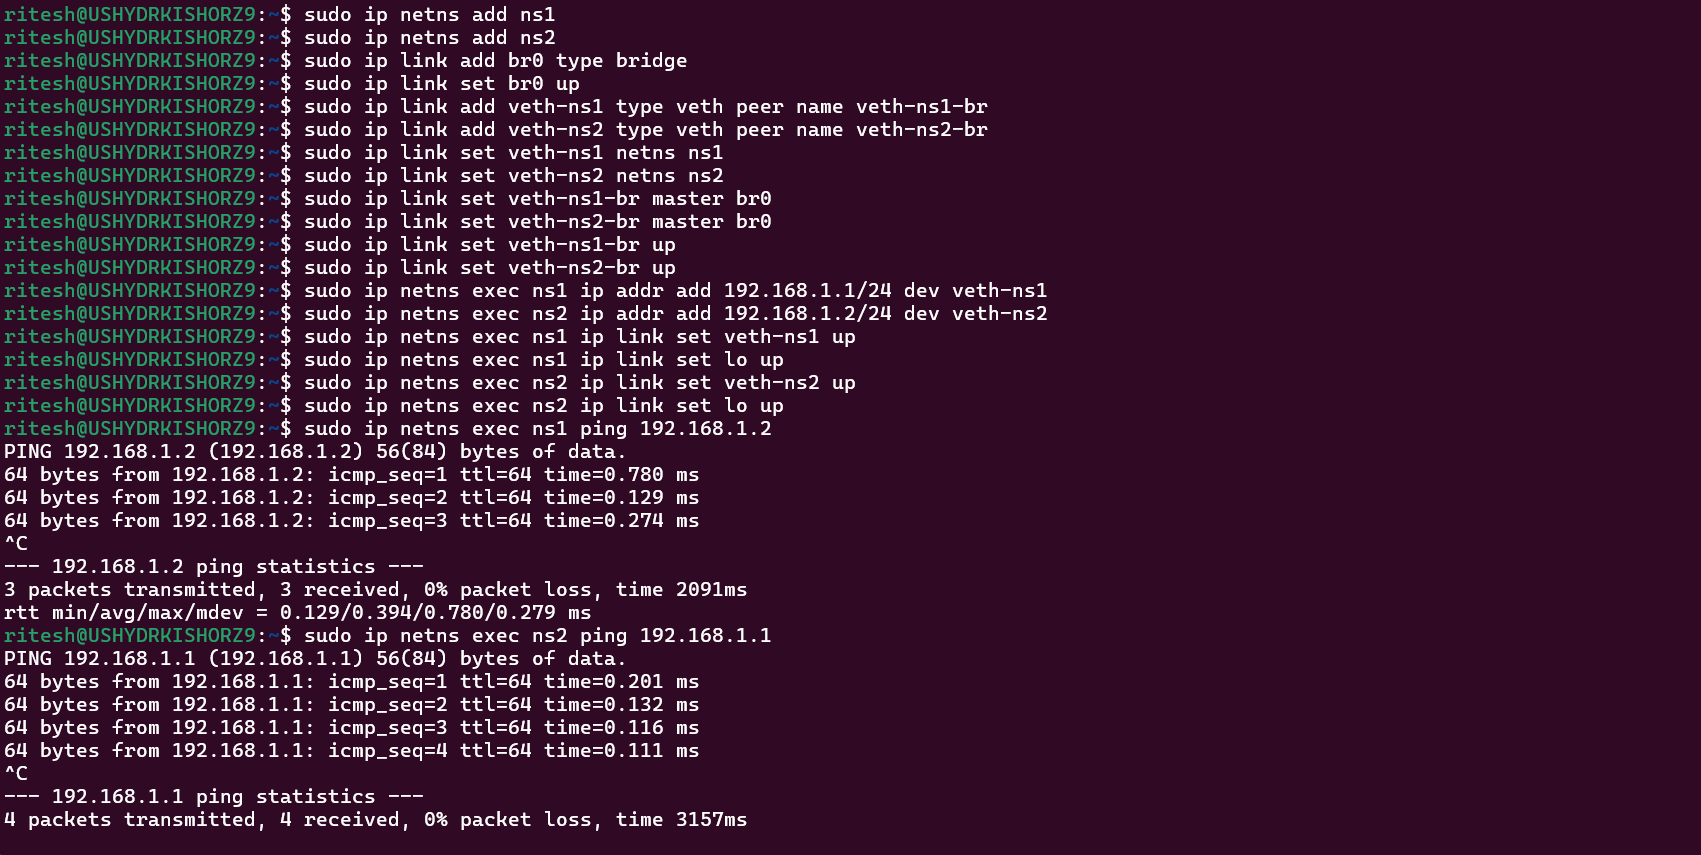 ritesh@USHYDRKISHORZ9:~$ sudo ip netns add ns1
ritesh@USHYDRKISHORZ9:~$ sudo ip netns add ns2
ritesh@USHYDRKISHORZ9:~$ sudo ip link add br0 type bridge
ritesh@USHYDRKISHORZ9:~$ sudo ip link set br0 up
ritesh@USHYDRKISHORZ9:~$ sudo ip link add veth-ns1 type veth peer name veth-ns1-br
ritesh@USHYDRKISHORZ9:~$ sudo ip link add veth-ns2 type veth peer name veth-ns2-br
ritesh@USHYDRKISHORZ9:~$ sudo ip link set veth-ns1 netns ns1
ritesh@USHYDRKISHORZ9:~$ sudo ip link set veth-ns2 netns ns2
ritesh@USHYDRKISHORZ9:~$ sudo ip link set veth-ns1-br master br0
ritesh@USHYDRKISHORZ9:~$ sudo ip link set veth-ns2-br master br0
ritesh@USHYDRKISHORZ9:~$ sudo ip link set veth-ns1-br up
ritesh@USHYDRKISHORZ9:~$ sudo ip link set veth-ns2-br up
ritesh@USHYDRKISHORZ9:~$ sudo ip netns exec ns1 ip addr add 192.168.1.1/24 dev veth-ns1
ritesh@USHYDRKISHORZ9:~$ sudo ip netns exec ns2 ip addr add 192.168.1.2/24 dev veth-ns2
ritesh@USHYDRKISHORZ9:~$ sudo ip netns exec ns1 ip link set veth-ns1 up
ritesh@USHYDRKISHORZ9:~$ sudo ip netns exec ns1 ip link set lo up
ritesh@USHYDRKISHORZ9:~$ sudo ip netns exec ns2 ip link set veth-ns2 up
ritesh@USHYDRKISHORZ9:~$ sudo ip netns exec ns2 ip link set lo up
ritesh@USHYDRKISHORZ9:~$ sudo ip netns exec ns1 ping 192.168.1.2
PING 192.168.1.2 (192.168.1.2) 56(84) bytes of data.
64 bytes from 192.168.1.2: icmp_seq=1 ttl=64 time=0.780 ms
64 bytes from 192.168.1.2: icmp_seq=2 ttl=64 time=0.129 ms
64 bytes from 192.168.1.2: icmp_seq=3 ttl=64 time=0.274 ms
^C
--- 192.168.1.2 ping statistics ---
3 packets transmitted, 3 received, 0% packet loss, time 2091ms
rtt min/avg/max/mdev = 0.129/0.394/0.780/0.279 ms
ritesh@USHYDRKISHORZ9:~$ sudo ip netns exec ns2 ping 192.168.1.1
PING 192.168.1.1 (192.168.1.1) 56(84) bytes of data.
64 bytes from 192.168.1.1: icmp_seq=1 ttl=64 time=0.201 ms
64 bytes from 192.168.1.1: icmp_seq=2 ttl=64 time=0.132 ms
64 bytes from 192.168.1.1: icmp_seq=3 ttl=64 time=0.116 ms
64 bytes from 192.168.1.1: icmp_seq=4 ttl=64 time=0.111 ms
^C
--- 192.168.1.1 ping statistics ---
4 packets transmitted, 4 received, 0% packet loss, time 3157ms